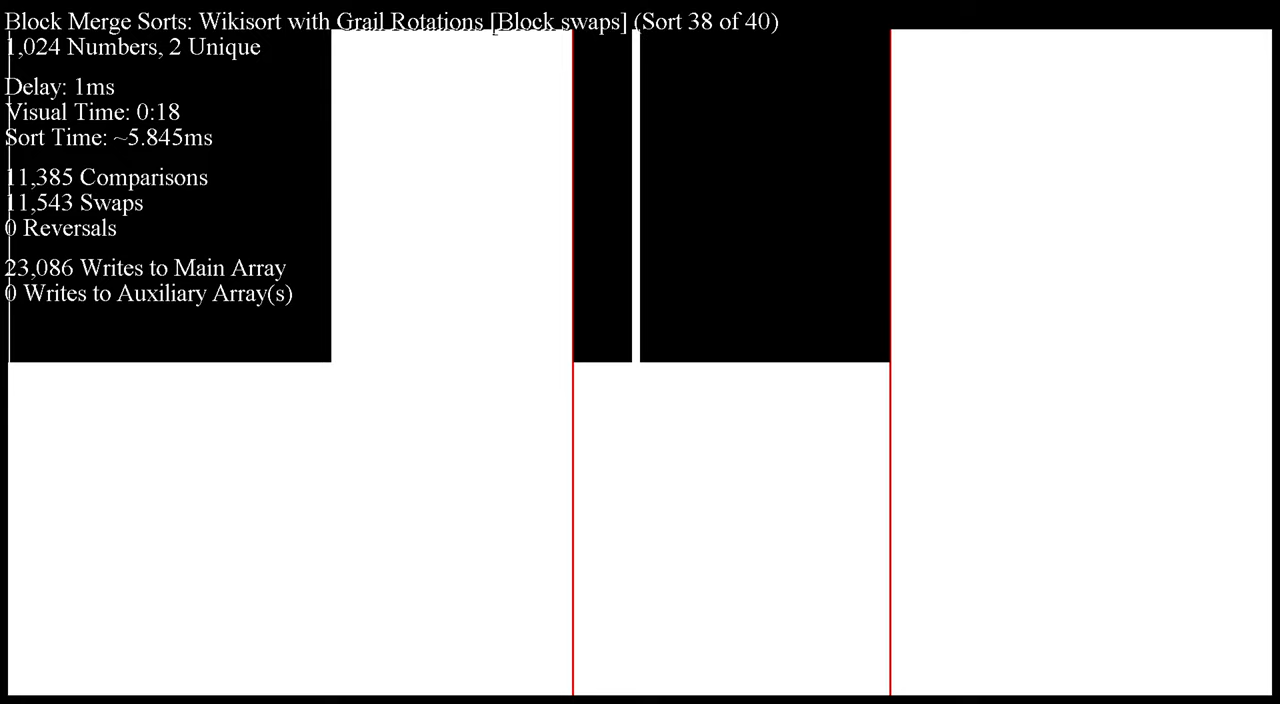 Block Merge Sorts: Wikisort with Grail Rotations [Block swaps] (Sort 38 of 40)
1,024 Numbers, 2 Unique
Delay: 1ms
Visual Time: 0:18
Sort Time: ~5.845ms
11,385 Comparisons
11,543 Swaps
0 Reversals
23,086 Writes to Main Array
0 Writes to Auxiliary Array(s)